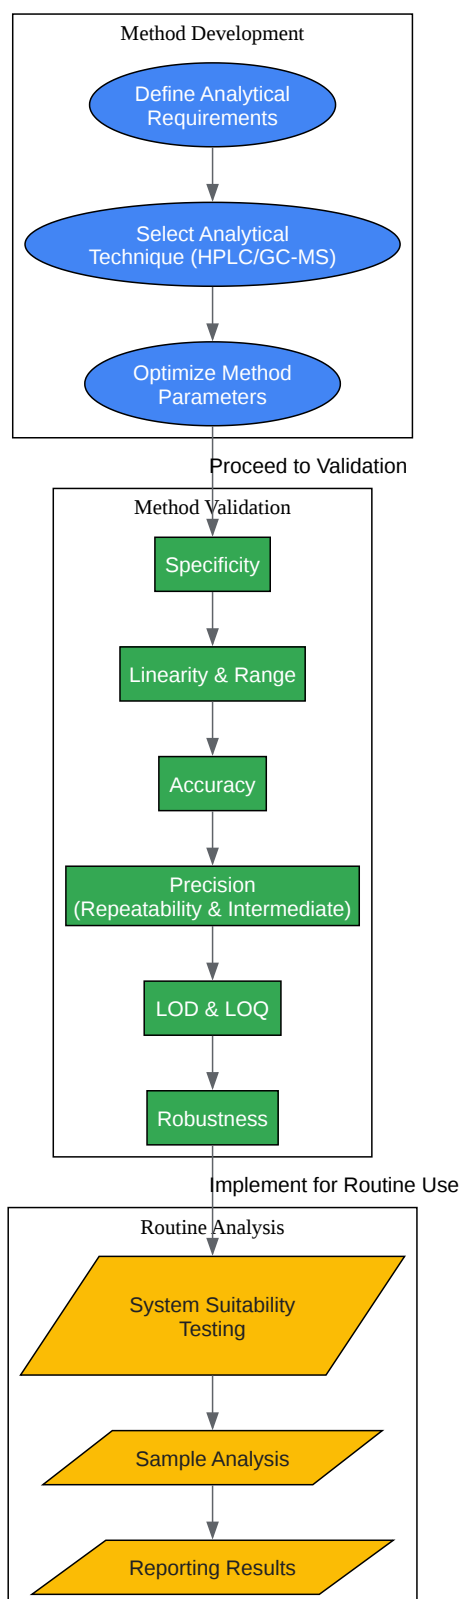 Method Development
Define Analytical
Requirements
Select Analytical
Technique (HPLC/GC-MS)
Optimize Method
Parameters
Proceed to Validation
Method Validation
Specificity
Linearity & Range
Accuracy
Precision
(Repeatability & Intermediate)
LOD & LOQ
Robustness
Implement for Routine Use
Routine Analysis
System Suitability
Testing
Sample Analysis
Reporting Results